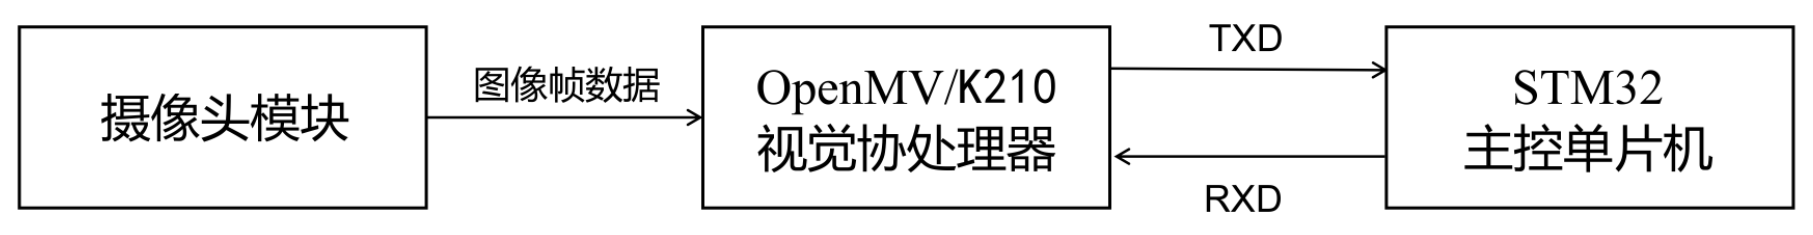 摄像头模块
图像帧数据
OpenMV/K210
视觉协处理器
TXD
RXD
STM32
主控单片机